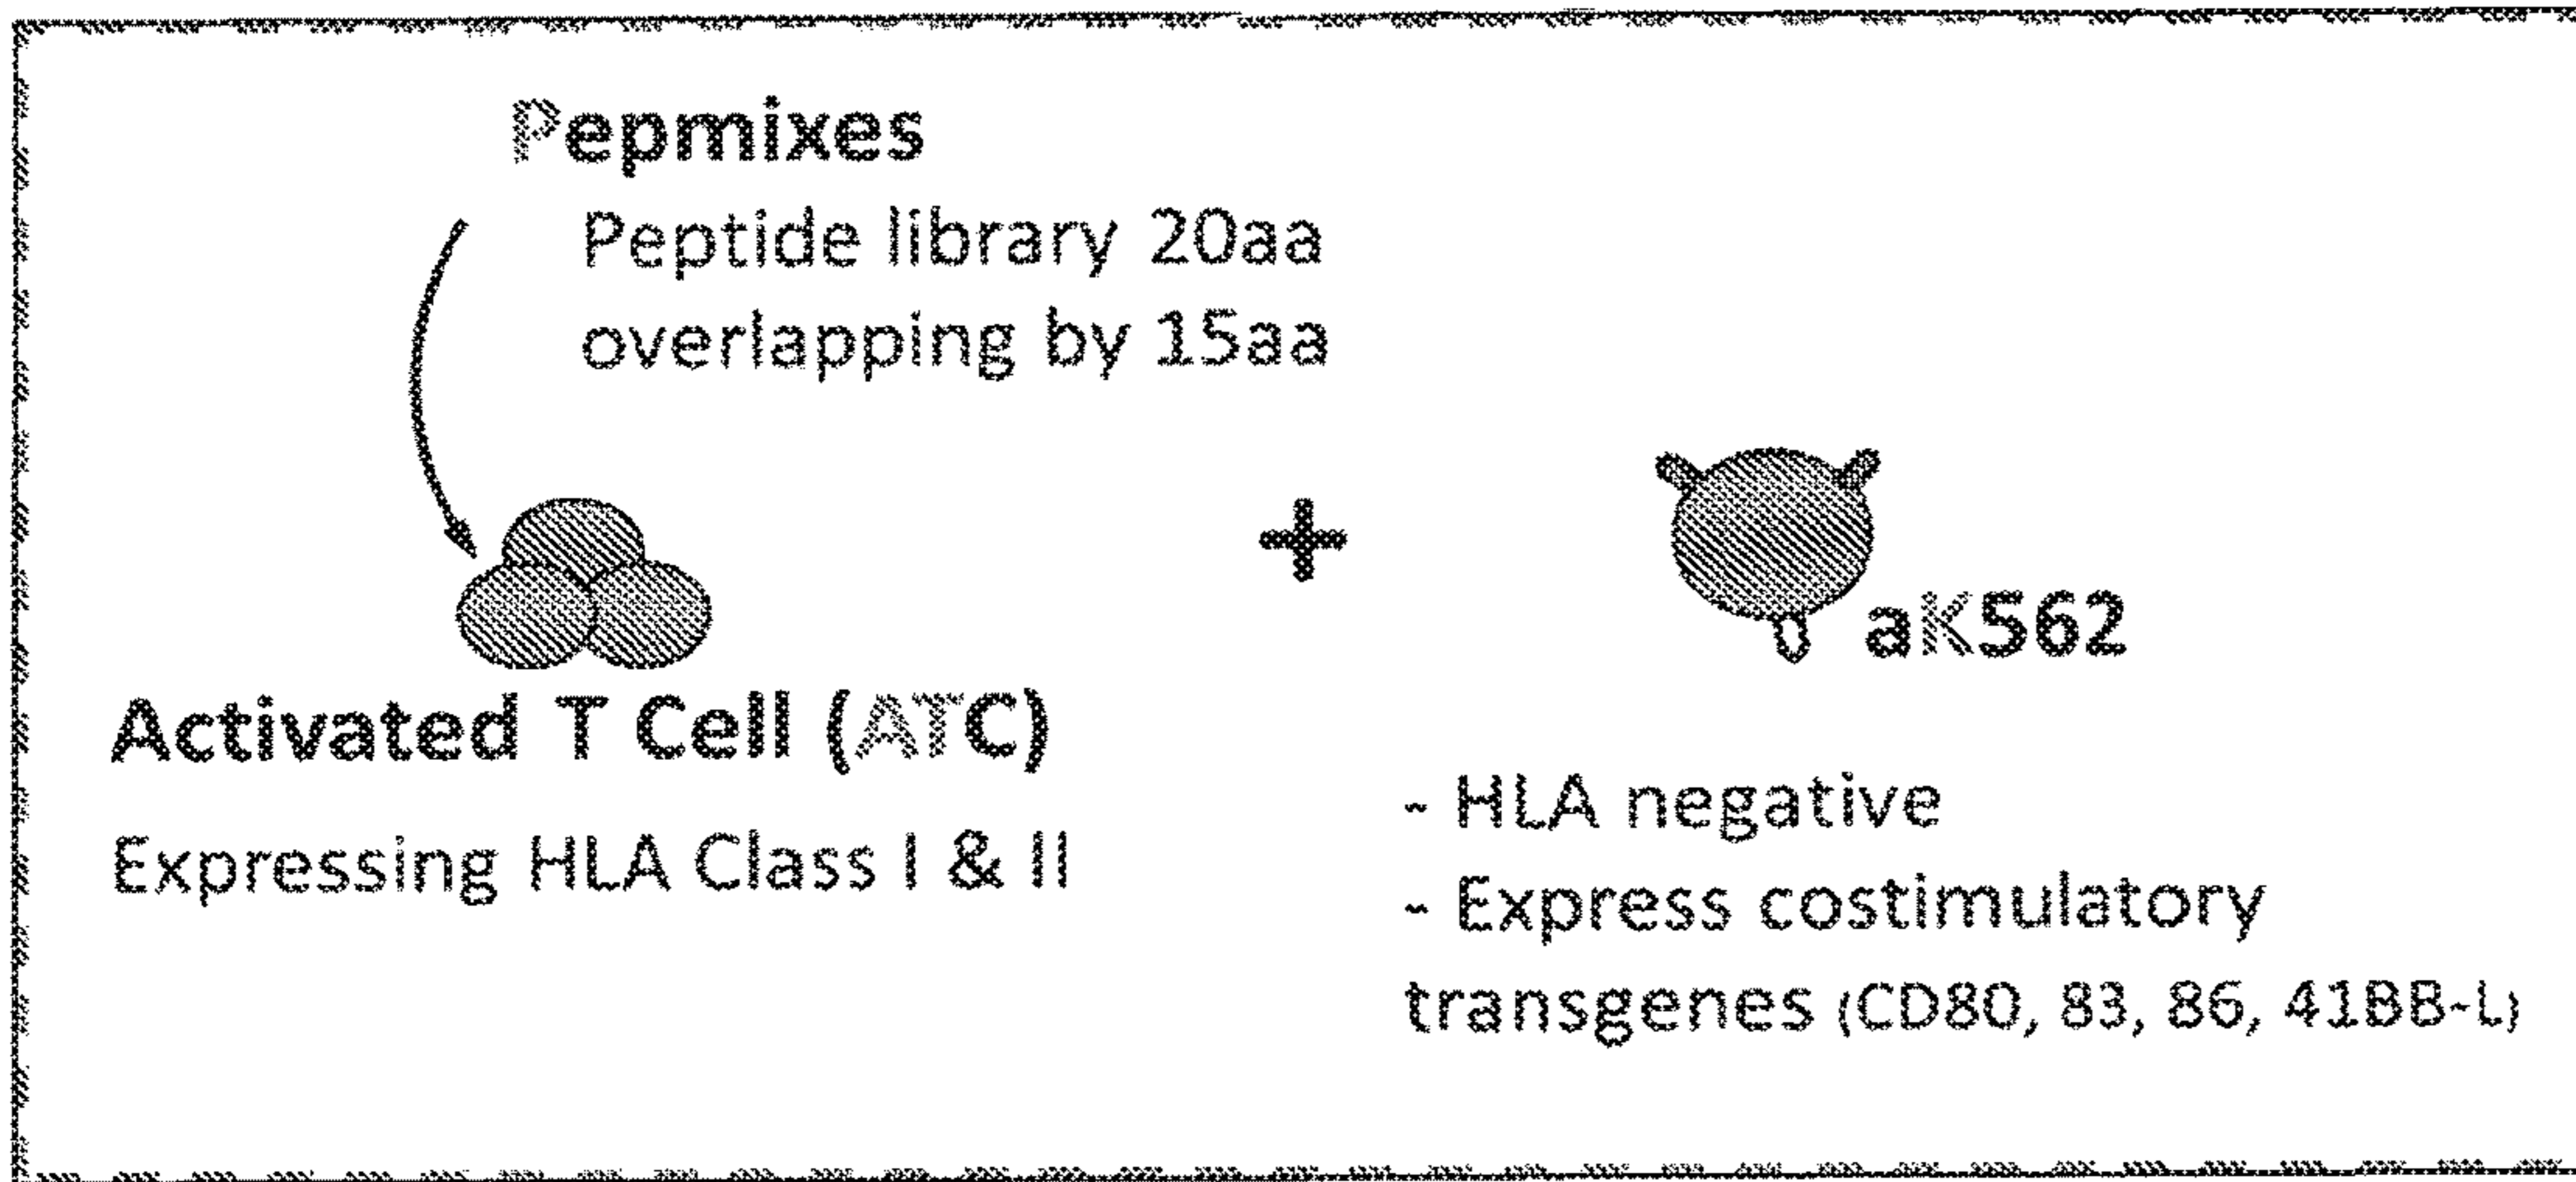 Pepmixes
Peptide library 20aa
overlapping by 15aa
+
aK562
Activated T Cell (ATC)
Expressing HLA Class I & II
- HLA negative
- Express costimulatory
transgenes (CD80, 83, 86, 41BB-L)